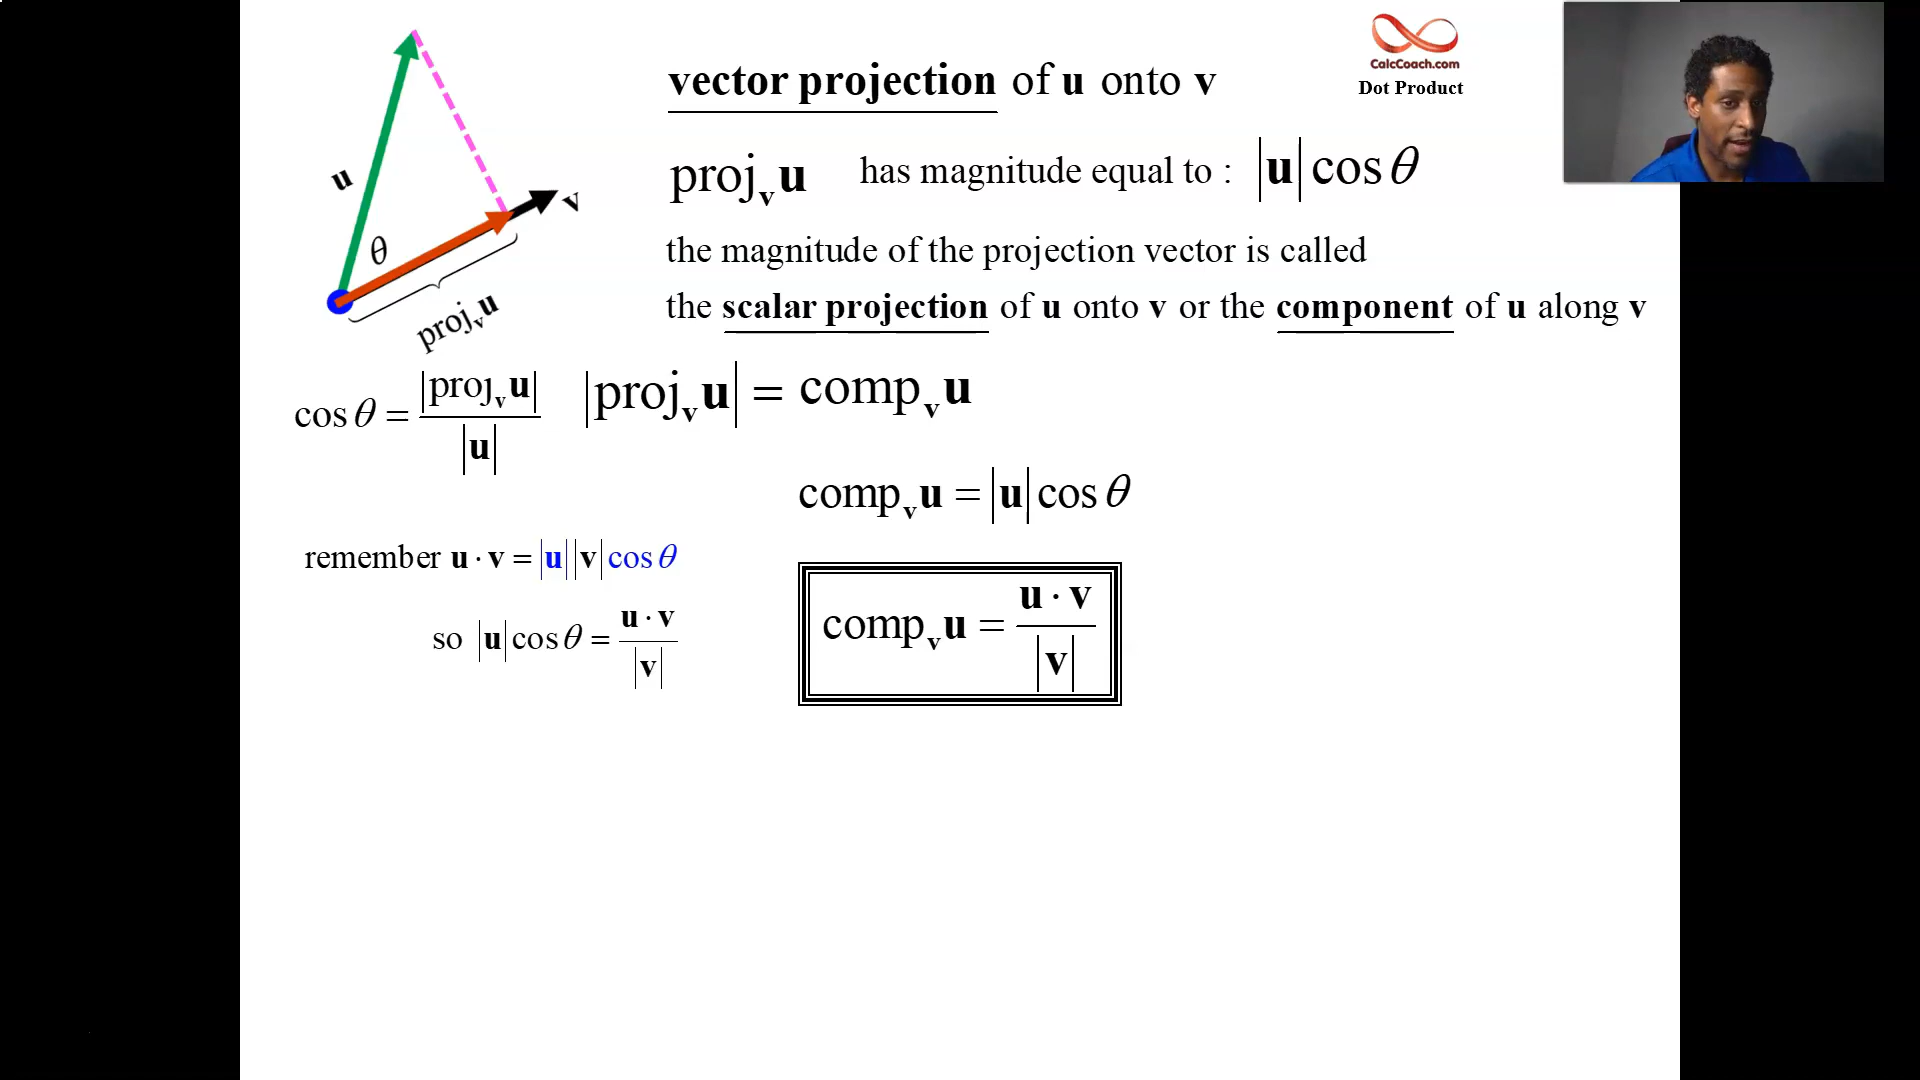 CalcCoach.com
Dot Product
vector projection of u onto v
proj_v u has magnitude equal to : |u| cos θ
the magnitude of the projection vector is called
the scalar projection of u onto v or the component of u along v
u
θ
v
proj_v u
cos θ = |proj_v u| / |u|
|proj_v u| = comp_v u
comp_v u = |u| cos θ
remember u · v = |u| |v| cos θ
so |u| cos θ = u · v / |v|
comp_v u = u · v / |v|